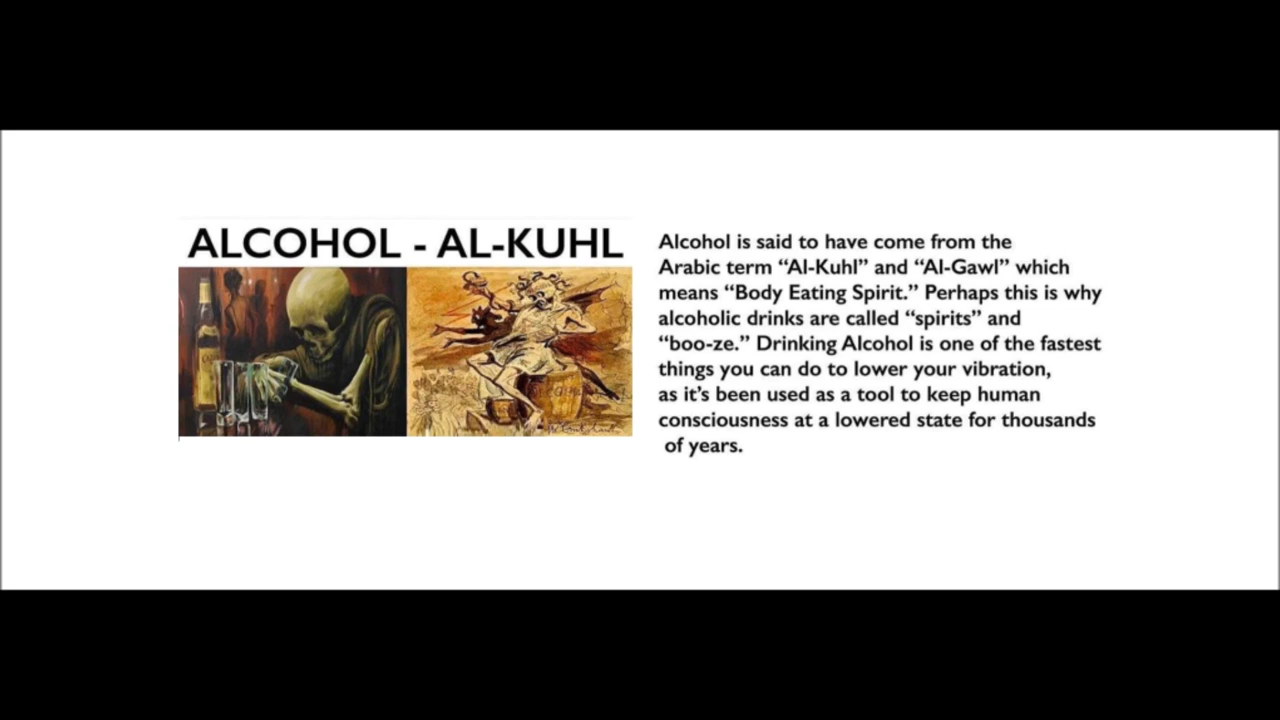 ALCOHOL - AL-KUHL
Alcohol is said to have come from the
Arabic term “Al-Kuhl” and “Al-Gawl” which
means “Body Eating Spirit.” Perhaps this is why
alcoholic drinks are called “spirits” and
“boo-ze.” Drinking Alcohol is one of the fastest
things you can do to lower your vibration,
as it’s been used as a tool to keep human
consciousness at a lowered state for thousands
of years.